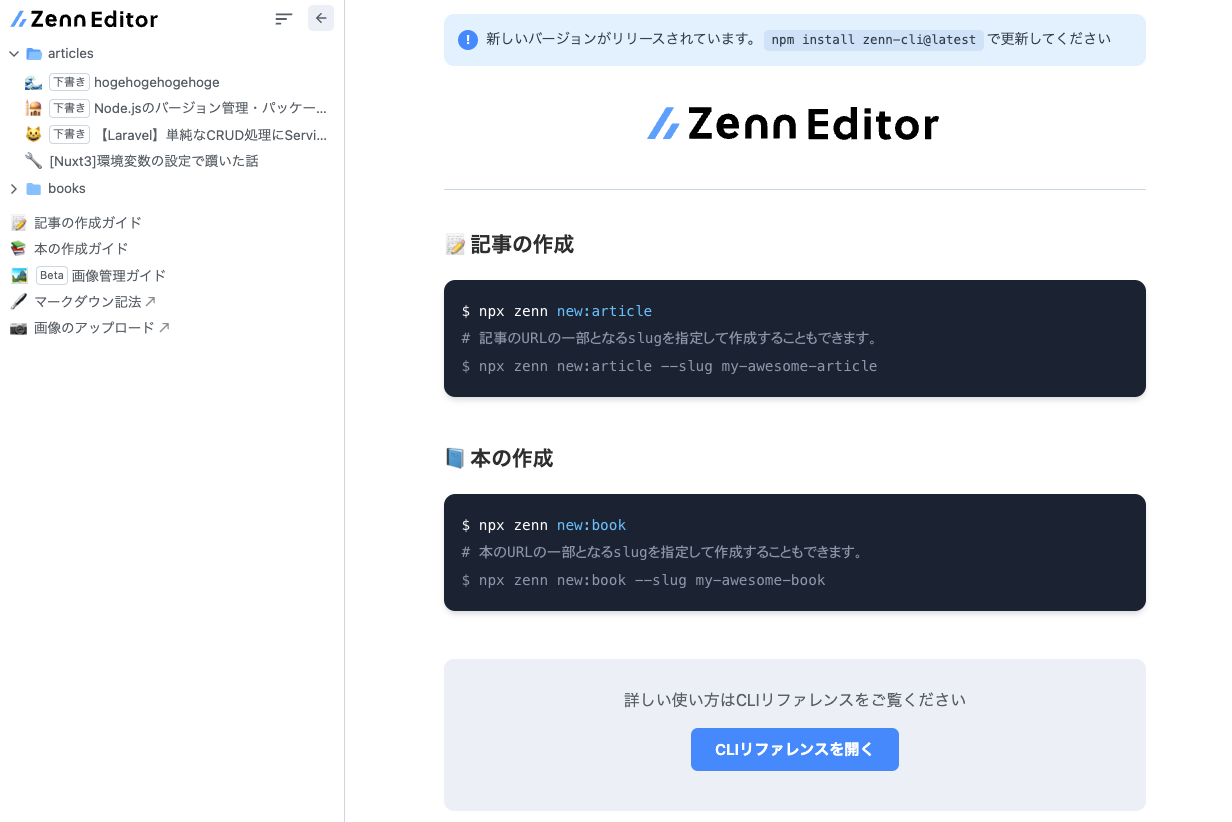 Zenn Editor
articles
下書き hogehogehogehoge
下書き Node.jsのバージョン管理・パッケー...
下書き 【Laravel】単純なCRUD処理にServi...
[Nuxt3]環境変数の設定で躓いた話
books
記事の作成ガイド
本の作成ガイド
Beta 画像管理ガイド
マークダウン記法
画像のアップロード
新しいバージョンがリリースされています。 npm install zenn-cli@latest で更新してください
Zenn Editor
記事の作成
$ npx zenn new:article
# 記事のURLの一部となるslugを指定して作成することもできます。
$ npx zenn new:article --slug my-awesome-article
本の作成
$ npx zenn new:book
# 本のURLの一部となるslugを指定して作成することもできます。
$ npx zenn new:book --slug my-awesome-book
詳しい使い方はCLIリファレンスをご覧ください
CLIリファレンスを開く